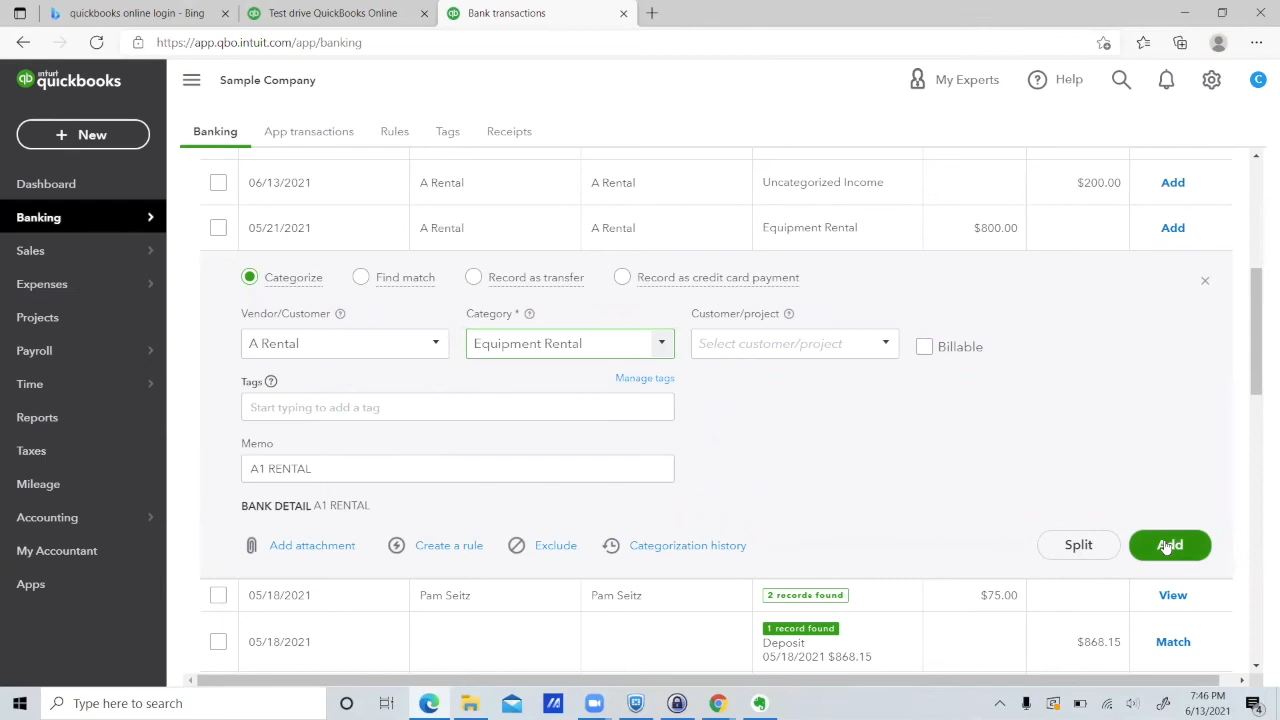 quickbooks online login - Bing
Test drive QuickBooks Online
Bank transactions
https://app.qbo.intuit.com/app/banking
intuit
quickbooks
Sample Company
My Experts
Help
C
+ New
Banking
App transactions
Rules
Tags
Receipts
Dashboard
Banking
Sales
Expenses
Projects
Payroll
Time
Reports
Taxes
Mileage
Accounting
My Accountant
Apps
06/13/2021 A Rental A Rental Uncategorized Income $200.00 Add
05/21/2021 A Rental A Rental Equipment Rental $800.00 Add
Categorize Find match Record as transfer Record as credit card payment
Vendor/Customer Category * Customer/project
A Rental Equipment Rental Select customer/project Billable
Tags Manage tags
Start typing to add a tag
Memo
A1 RENTAL
BANK DETAIL A1 RENTAL
Add attachment Create a rule Exclude Categorization history Split Add
05/18/2021 Pam Seitz Pam Seitz 2 records found $75.00 View
1 record found
05/18/2021 Deposit $868.15 Match
05/18/2021 $868.15
Type here to search
7:46 PM
6/13/2021
4